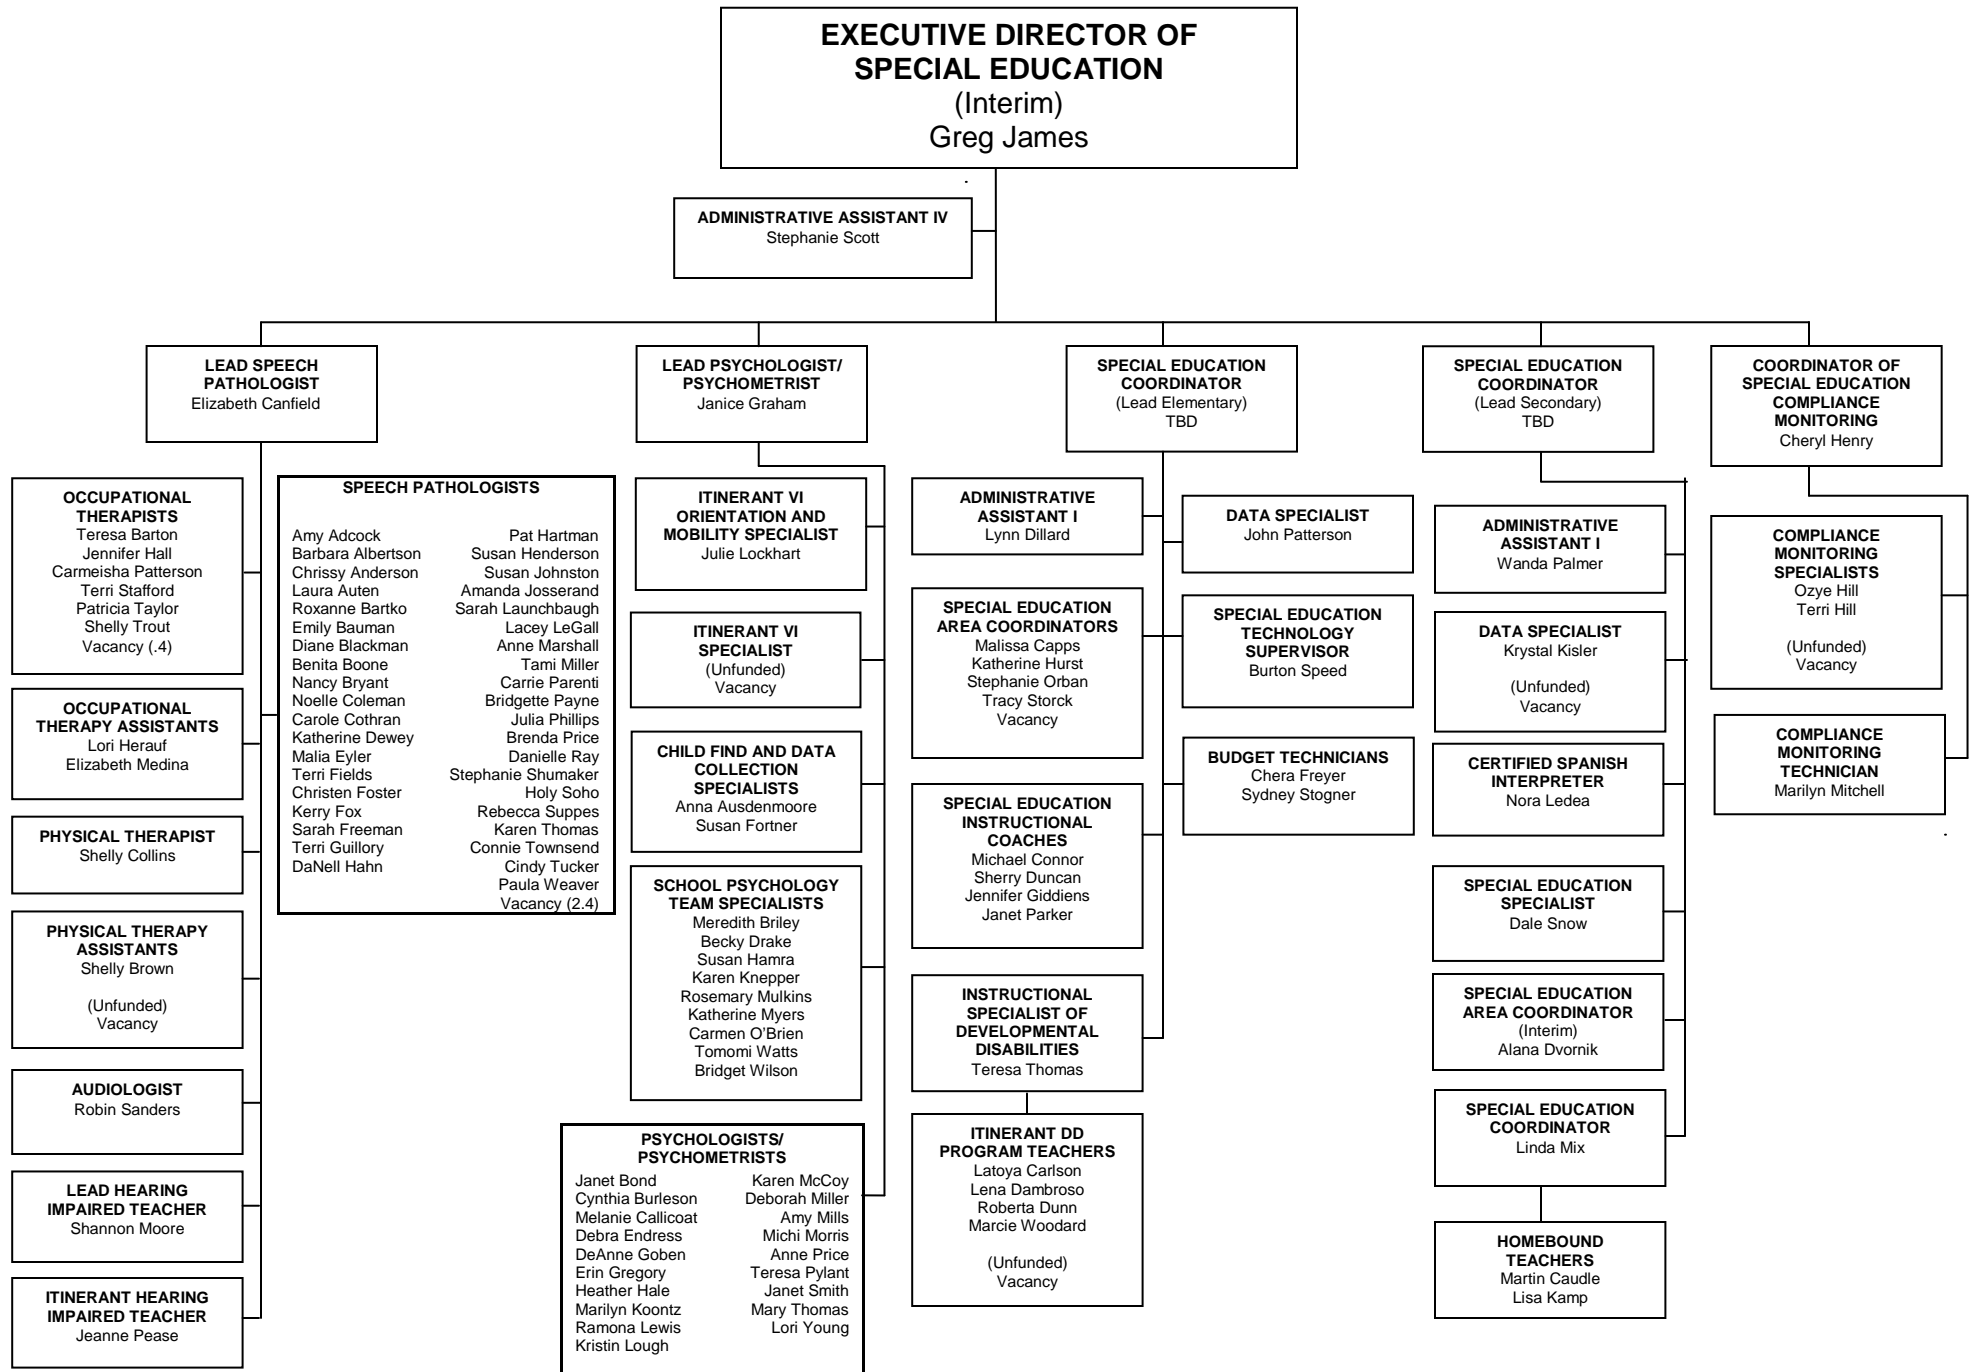 EXECUTIVE DIRECTOR OF
SPECIAL EDUCATION
(Interim)
Greg James
ADMINISTRATIVE ASSISTANT IV
Stephanie Scott
LEAD SPEECH
PATHOLOGIST
Elizabeth Canfield
OCCUPATIONAL
THERAPISTS
Teresa Barton
Jennifer Hall
Carmeisha Patterson
Terri Stafford
Patricia Taylor
Shelly Trout
Vacancy (.4)
OCCUPATIONAL
THERAPY ASSISTANTS
Lori Herauf
Elizabeth Medina
PHYSICAL THERAPIST
Shelly Collins
PHYSICAL THERAPY
ASSISTANTS
Shelly Brown
(Unfunded)
Vacancy
AUDIOLOGIST
Robin Sanders
LEAD HEARING
IMPAIRED TEACHER
Shannon Moore
ITINERANT HEARING
IMPAIRED TEACHER
Jeanne Pease
SPEECH PATHOLOGISTS
Amy Adcock
Barbara Albertson
Chrissy Anderson
Laura Auten
Roxanne Bartko
Emily Bauman
Diane Blackman
Benita Boone
Nancy Bryant
Noelle Coleman
Carole Cothran
Katherine Dewey
Malia Eyler
Terri Fields
Christen Foster
Kerry Fox
Sarah Freeman
Terri Guillory
DaNell Hahn
Pat Hartman
Susan Henderson
Susan Johnston
Amanda Josserand
Sarah Launchbaugh
Lacey LeGall
Anne Marshall
Tami Miller
Carrie Parenti
Bridgette Payne
Julia Phillips
Brenda Price
Danielle Ray
Stephanie Shumaker
Holy Soho
Rebecca Suppes
Karen Thomas
Connie Townsend
Cindy Tucker
Paula Weaver
Vacancy (2.4)
LEAD PSYCHOLOGIST/
PSYCHOMETRIST
Janice Graham
ITINERANT VI
ORIENTATION AND
MOBILITY SPECIALIST
Julie Lockhart
ITINERANT VI
SPECIALIST
(Unfunded)
Vacancy
CHILD FIND AND DATA
COLLECTION
SPECIALISTS
Anna Ausdenmoore
Susan Fortner
SCHOOL PSYCHOLOGY
TEAM SPECIALISTS
Meredith Briley
Becky Drake
Susan Hamra
Karen Knepper
Rosemary Mulkins
Katherine Myers
Carmen O’Brien
Tomomi Watts
Bridget Wilson
PSYCHOLOGISTS/
PSYCHOMETRISTS
Janet Bond
Cynthia Burleson
Melanie Callicoat
Debra Endress
DeAnne Goben
Erin Gregory
Heather Hale
Marilyn Koontz
Ramona Lewis
Kristin Lough
Karen McCoy
Deborah Miller
Amy Mills
Michi Morris
Anne Price
Teresa Pylant
Janet Smith
Mary Thomas
Lori Young
SPECIAL EDUCATION
COORDINATOR
(Lead Elementary)
TBD
ADMINISTRATIVE
ASSISTANT I
Lynn Dillard
SPECIAL EDUCATION
AREA COORDINATORS
Malissa Capps
Katherine Hurst
Stephanie Orban
Tracy Storck
Vacancy
SPECIAL EDUCATION
INSTRUCTIONAL
COACHES
Michael Connor
Sherry Duncan
Jennifer Giddiens
Janet Parker
INSTRUCTIONAL
SPECIALIST OF
DEVELOPMENTAL
DISABILITIES
Teresa Thomas
ITINERANT DD
PROGRAM TEACHERS
Latoya Carlson
Lena Dambroso
Roberta Dunn
Marcie Woodard
(Unfunded)
Vacancy
DATA SPECIALIST
John Patterson
SPECIAL EDUCATION
TECHNOLOGY
SUPERVISOR
Burton Speed
BUDGET TECHNICIANS
Chera Freyer
Sydney Stogner
SPECIAL EDUCATION
COORDINATOR
(Lead Secondary)
TBD
ADMINISTRATIVE
ASSISTANT I
Wanda Palmer
DATA SPECIALIST
Krystal Kisler
(Unfunded)
Vacancy
CERTIFIED SPANISH
INTERPRETER
Nora Ledea
SPECIAL EDUCATION
SPECIALIST
Dale Snow
SPECIAL EDUCATION
AREA COORDINATOR
(Interim)
Alana Dvornik
SPECIAL EDUCATION
COORDINATOR
Linda Mix
HOMEBOUND
TEACHERS
Martin Caudle
Lisa Kamp
COORDINATOR OF
SPECIAL EDUCATION
COMPLIANCE
MONITORING
Cheryl Henry
COMPLIANCE
MONITORING
SPECIALISTS
Ozye Hill
Terri Hill
(Unfunded)
Vacancy
COMPLIANCE
MONITORING
TECHNICIAN
Marilyn Mitchell